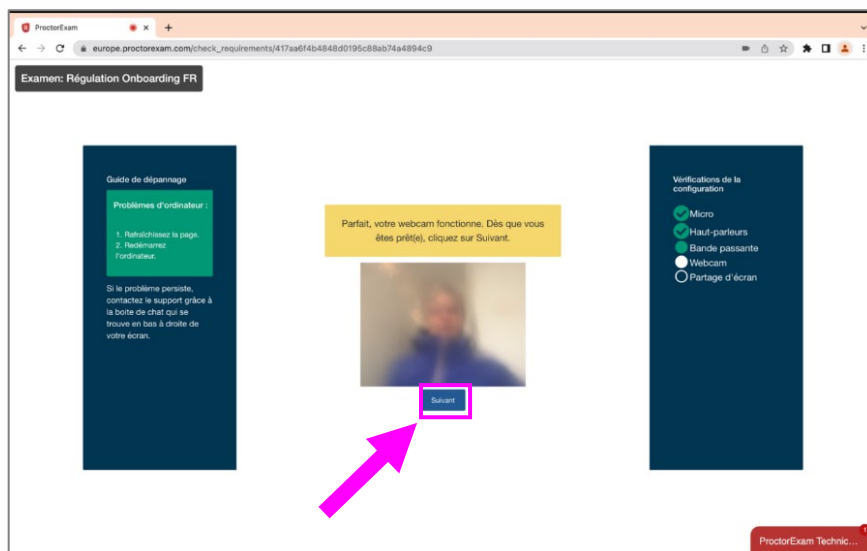 ProctorExam
europe.proctorexam.com/check_requirements/417aa6f4b4848d0195c88ab74a4894c9
Examen: Régulation Onboarding FR
Guide de dépannage
Problèmes d'ordinateur :
1. Rafraîchissez la page.
2. Redémarrez
l'ordinateur.
Si le problème persiste,
contactez le support grâce à
la boite de chat qui se
trouve en bas à droite de
votre écran.
Parfait, votre webcam fonctionne. Dès que vous
êtes prêt(e), cliquez sur Suivant.
Suivant
Vérifications de la
configuration
Micro
Haut-parleurs
Bande passante
Webcam
Partage d'écran
ProctorExam Technic...